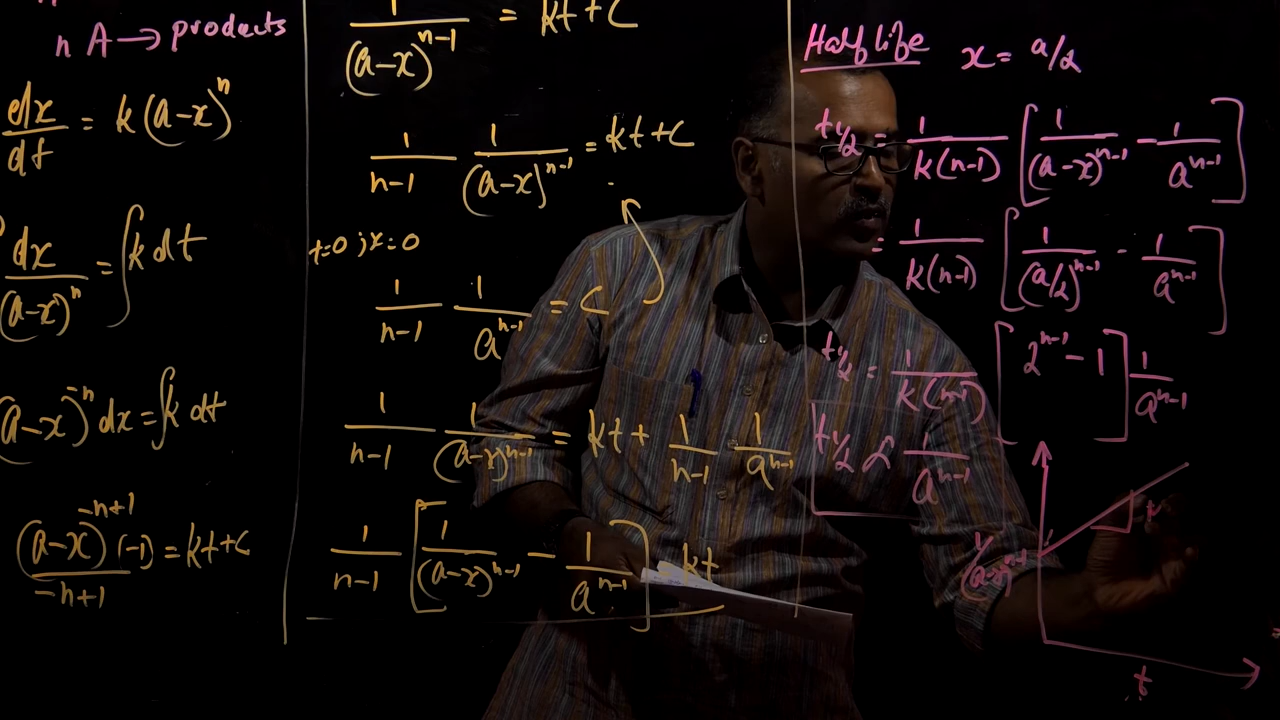 n A → products
dx/dt = k(a-x)^n
dx/(a-x)^n = ∫k dt
(a-x)^-n dx = ∫k dt
(a-x)^-n+1/-n+1 (-1) = kt+c
1/(a-x)^n-1 = kt+c
1/n-1 1/(a-x)^n-1 = kt+c
t=0 ; x=0
1/n-1 1/a^n-1 = c
1/n-1 1/(a-x)^n-1 = kt + 1/n-1 1/a^n-1
1/n-1 [1/(a-x)^n-1 - 1/a^n-1] = kt
Half life x = a/2
t½ = 1/k(n-1) [1/(a-x)^n-1 - 1/a^n-1]
= 1/k(n-1) [1/(a/2)^n-1 - 1/a^n-1]
t½ = 1/k(n-1) [2^n-1 - 1] 1/a^n-1
t½ ∝ 1/a^n-1
1/(a-x)^n-1
t